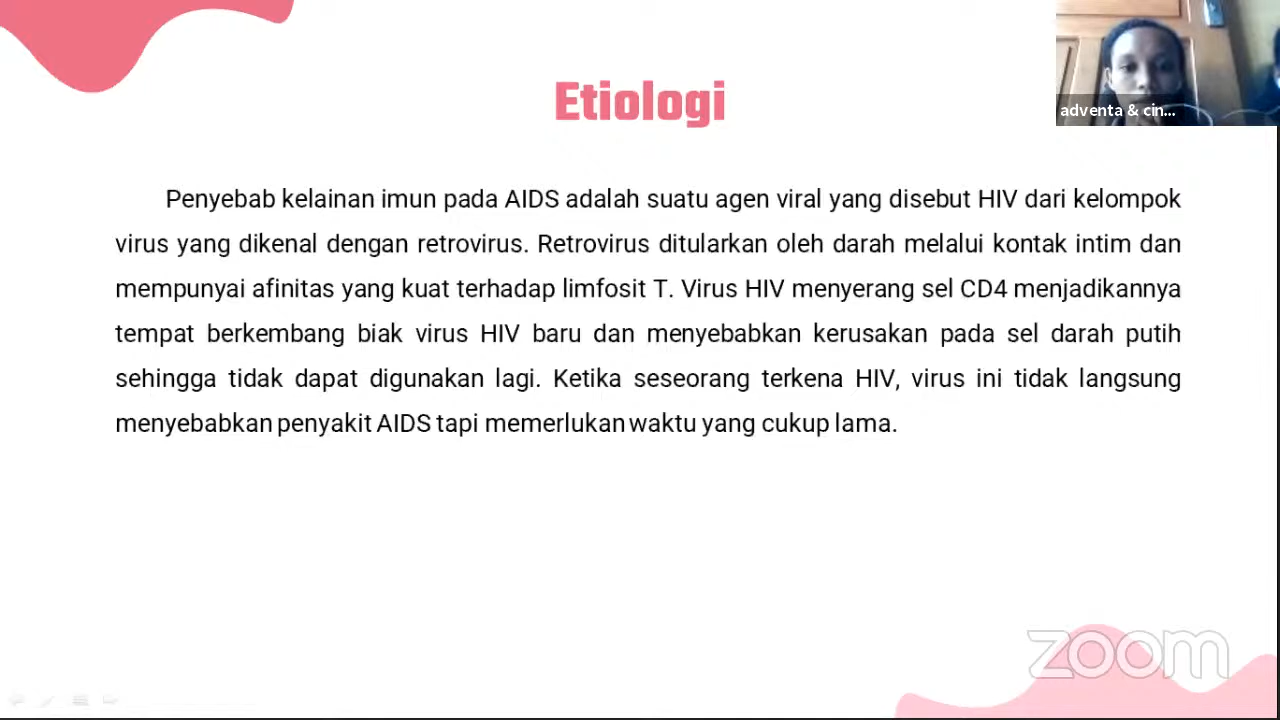 Etiologi
adventa & cin...
Penyebab kelainan imun pada AIDS adalah suatu agen viral yang disebut HIV dari kelompok
virus yang dikenal dengan retrovirus. Retrovirus ditularkan oleh darah melalui kontak intim dan
mempunyai afinitas yang kuat terhadap limfosit T. Virus HIV menyerang sel CD4 menjadikannya
tempat berkembang biak virus HIV baru dan menyebabkan kerusakan pada sel darah putih
sehingga tidak dapat digunakan lagi. Ketika seseorang terkena HIV, virus ini tidak langsung
menyebabkan penyakit AIDS tapi memerlukan waktu yang cukup lama.
zoom